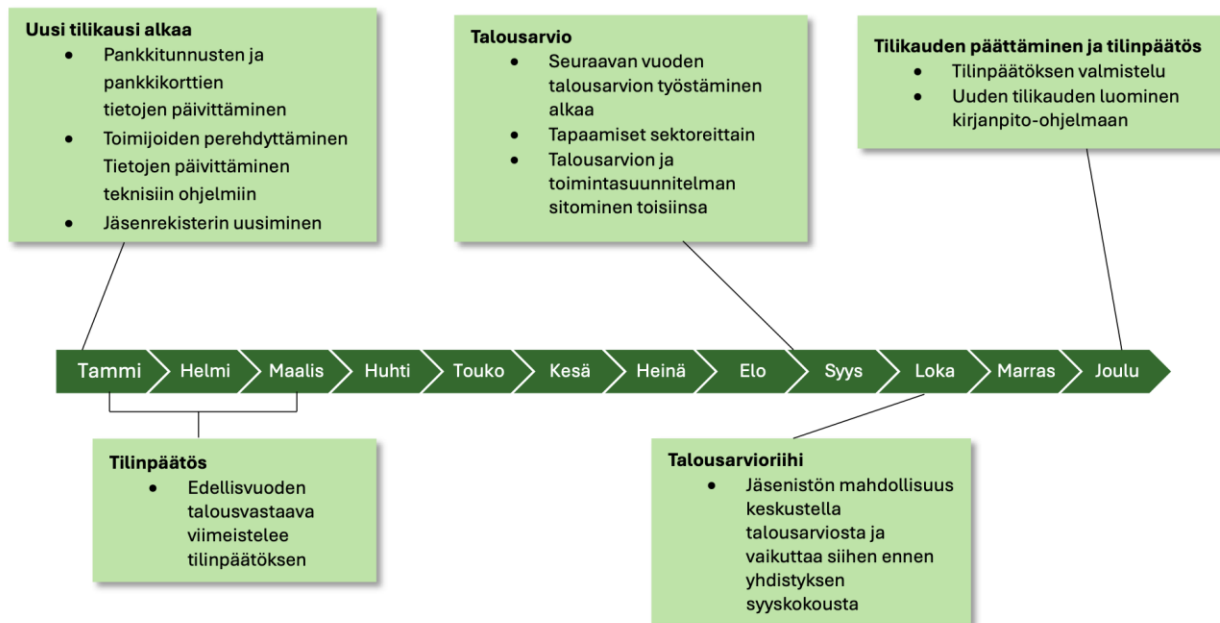 Uusi tilikausi alkaa
• Pankkitunnusten ja
pankkikorttien
tietojen päivittäminen
• Toimijoiden perehdyttäminen
Tietojen päivittäminen
teknisiin ohjelmiin
• Jäsenrekisterin uusiminen
Talousarvio
• Seuraavan vuoden
talousarvion työstäminen
alkaa
• Tapaamiset sektoreittain
• Talousarvion ja
toimintasuunnitelman
sitominen toisiinsa
Tilikauden päättäminen ja tilinpäätös
• Tilinpäätöksen valmistelu
• Uuden tilikauden luominen
kirjanpito-ohjelmaan
Tammi Helmi Maalis Huhti Touko Kesä Heinä Elo Syys Loka Marras Joulu
Tilinpäätös
• Edellisvuoden
talousvastaava
viimeistelee
tilinpäätöksen
Talousarvioriihi
• Jäsenistön mahdollisuus
keskustella
talousarviosta ja
vaikuttaa siihen ennen
yhdistyksen
syyskokousta